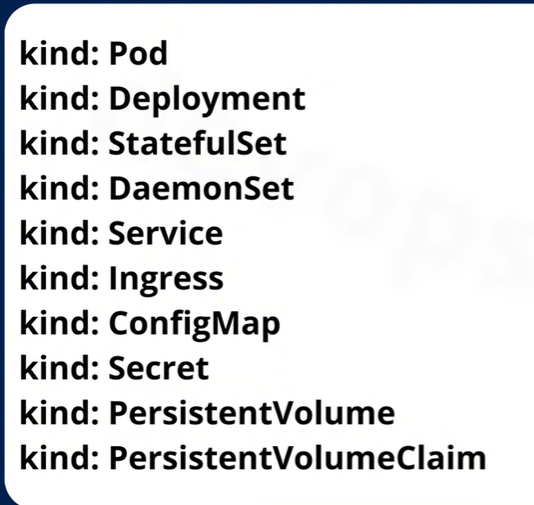 kind: Pod
kind: Deployment
kind: StatefulSet
kind: DaemonSet
kind: Service
kind: Ingress
kind: ConfigMap
kind: Secret
kind: PersistentVolume
kind: PersistentVolumeClaim